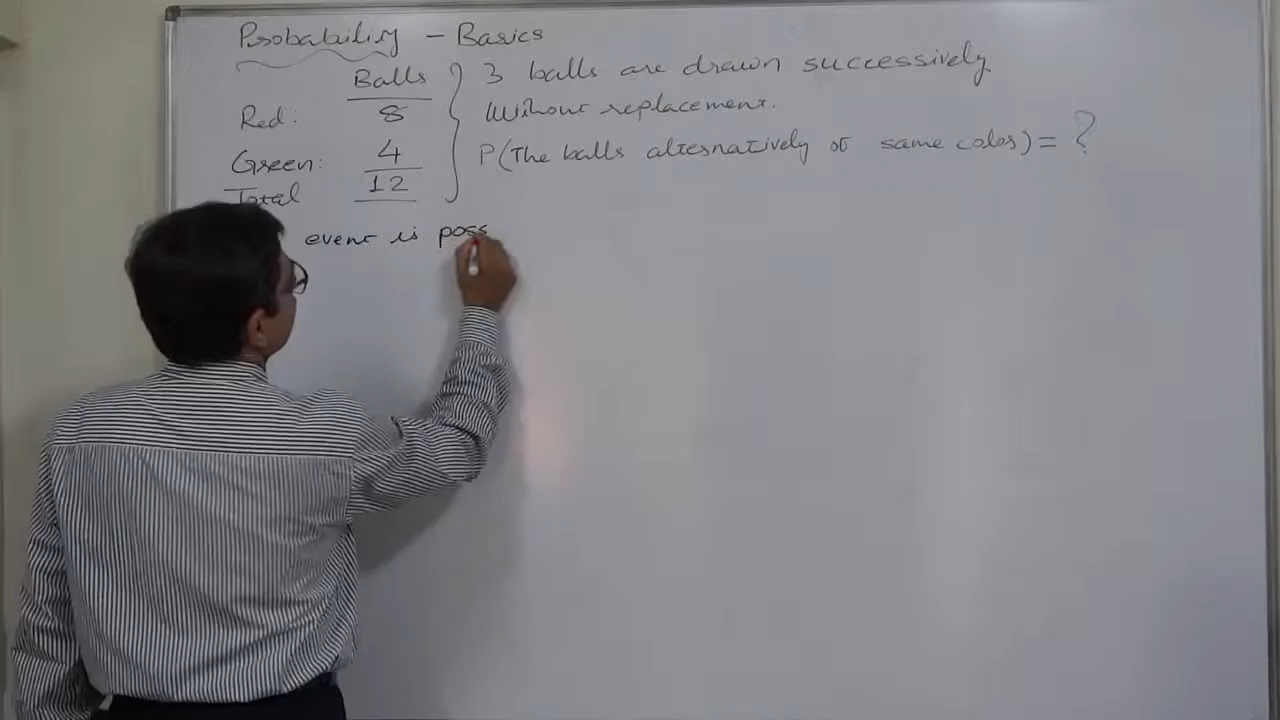 Probability - Basics
Balls
Red: 8
Green: 4
Total 12
3 balls are drawn successively
Without replacement.
P(The balls alternatively of same color) = ?
event is poss